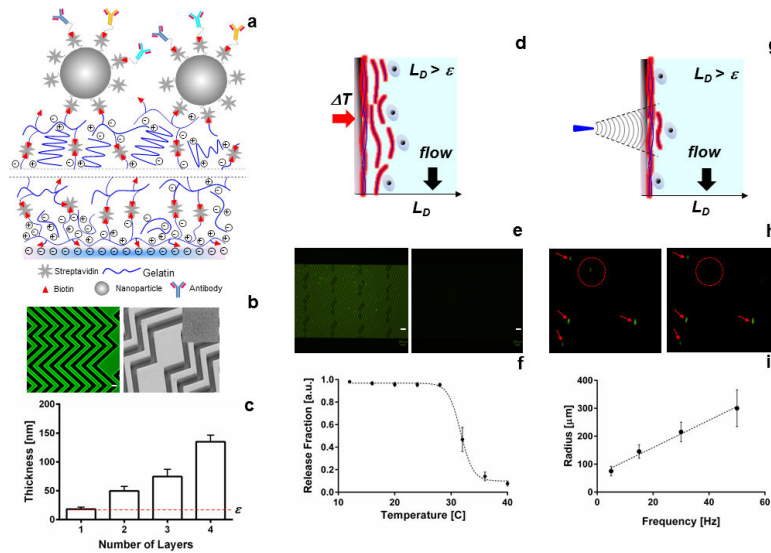 a
Streptavidin
Gelatin
Biotin
Nanoparticle
Antibody
b
c
Thickness [nm]
200
150
100
50
0
ε
1 2 3 4
Number of Layers
d
L_D > ε
ΔT
flow
L_D
e
f
Release Fraction [a.u.]
1.0
0.8
0.6
0.4
0.2
0.0
10 15 20 25 30 35 40
Temperature [C]
g
L_D > ε
flow
L_D
h
i
Radius [μm]
400
300
200
100
0
0 20 40 60
Frequency [Hz]